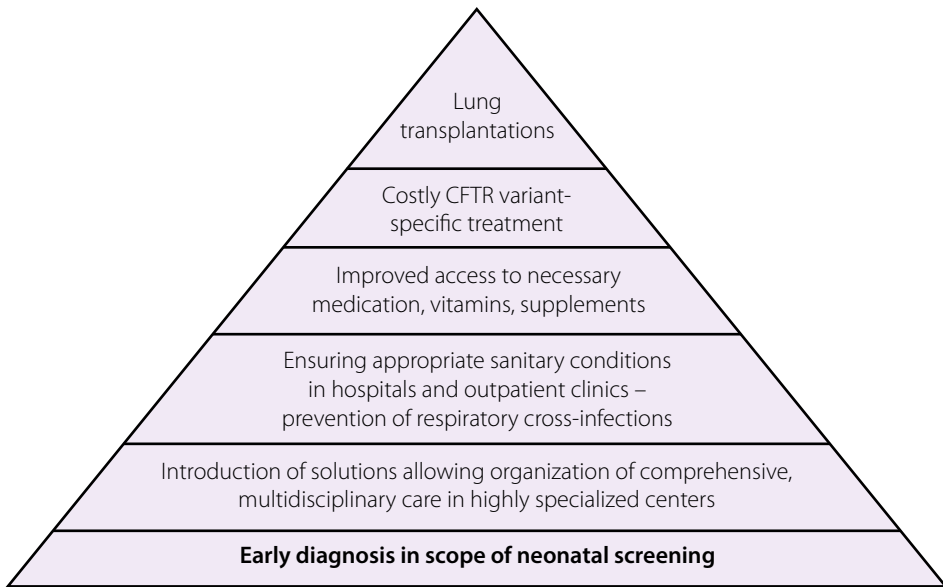 Lung
transplantations
Costly CFTR variant-
specific treatment
Improved access to necessary
medication, vitamins, supplements
Ensuring appropriate sanitary conditions
in hospitals and outpatient clinics –
prevention of respiratory cross-infections
Introduction of solutions allowing organization of comprehensive,
multidisciplinary care in highly specialized centers
Early diagnosis in scope of neonatal screening